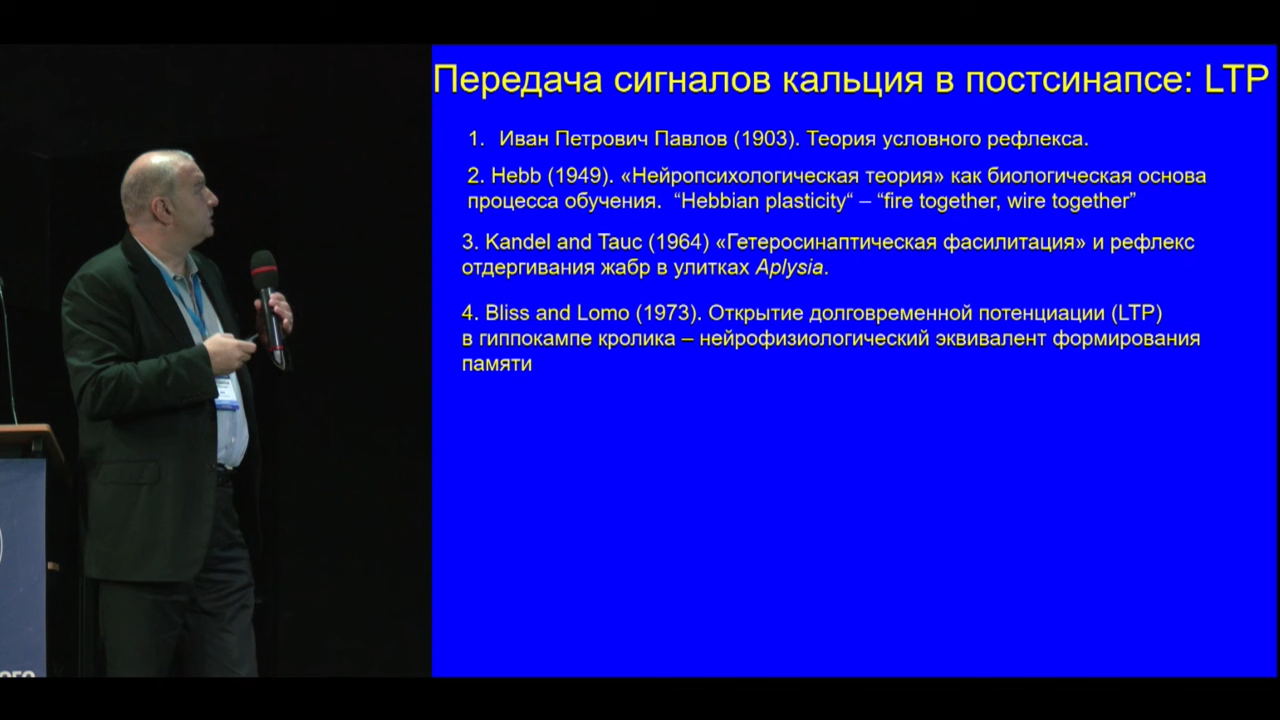 Передача сигналов кальция в постсинапсе: LTP
1. Иван Петрович Павлов (1903). Теория условного рефлекса.
2. Hebb (1949). «Нейропсихологическая теория» как биологическая основа
процесса обучения. “Hebbian plasticity“ – “fire together, wire together”
3. Kandel and Tauc (1964) «Гетеросинаптическая фасилитация» и рефлекс
отдергивания жабр в улитках Aplysia.
4. Bliss and Lomo (1973). Открытие долговременной потенциации (LTP)
в гиппокампе кролика – нейрофизиологический эквивалент формирования
памяти